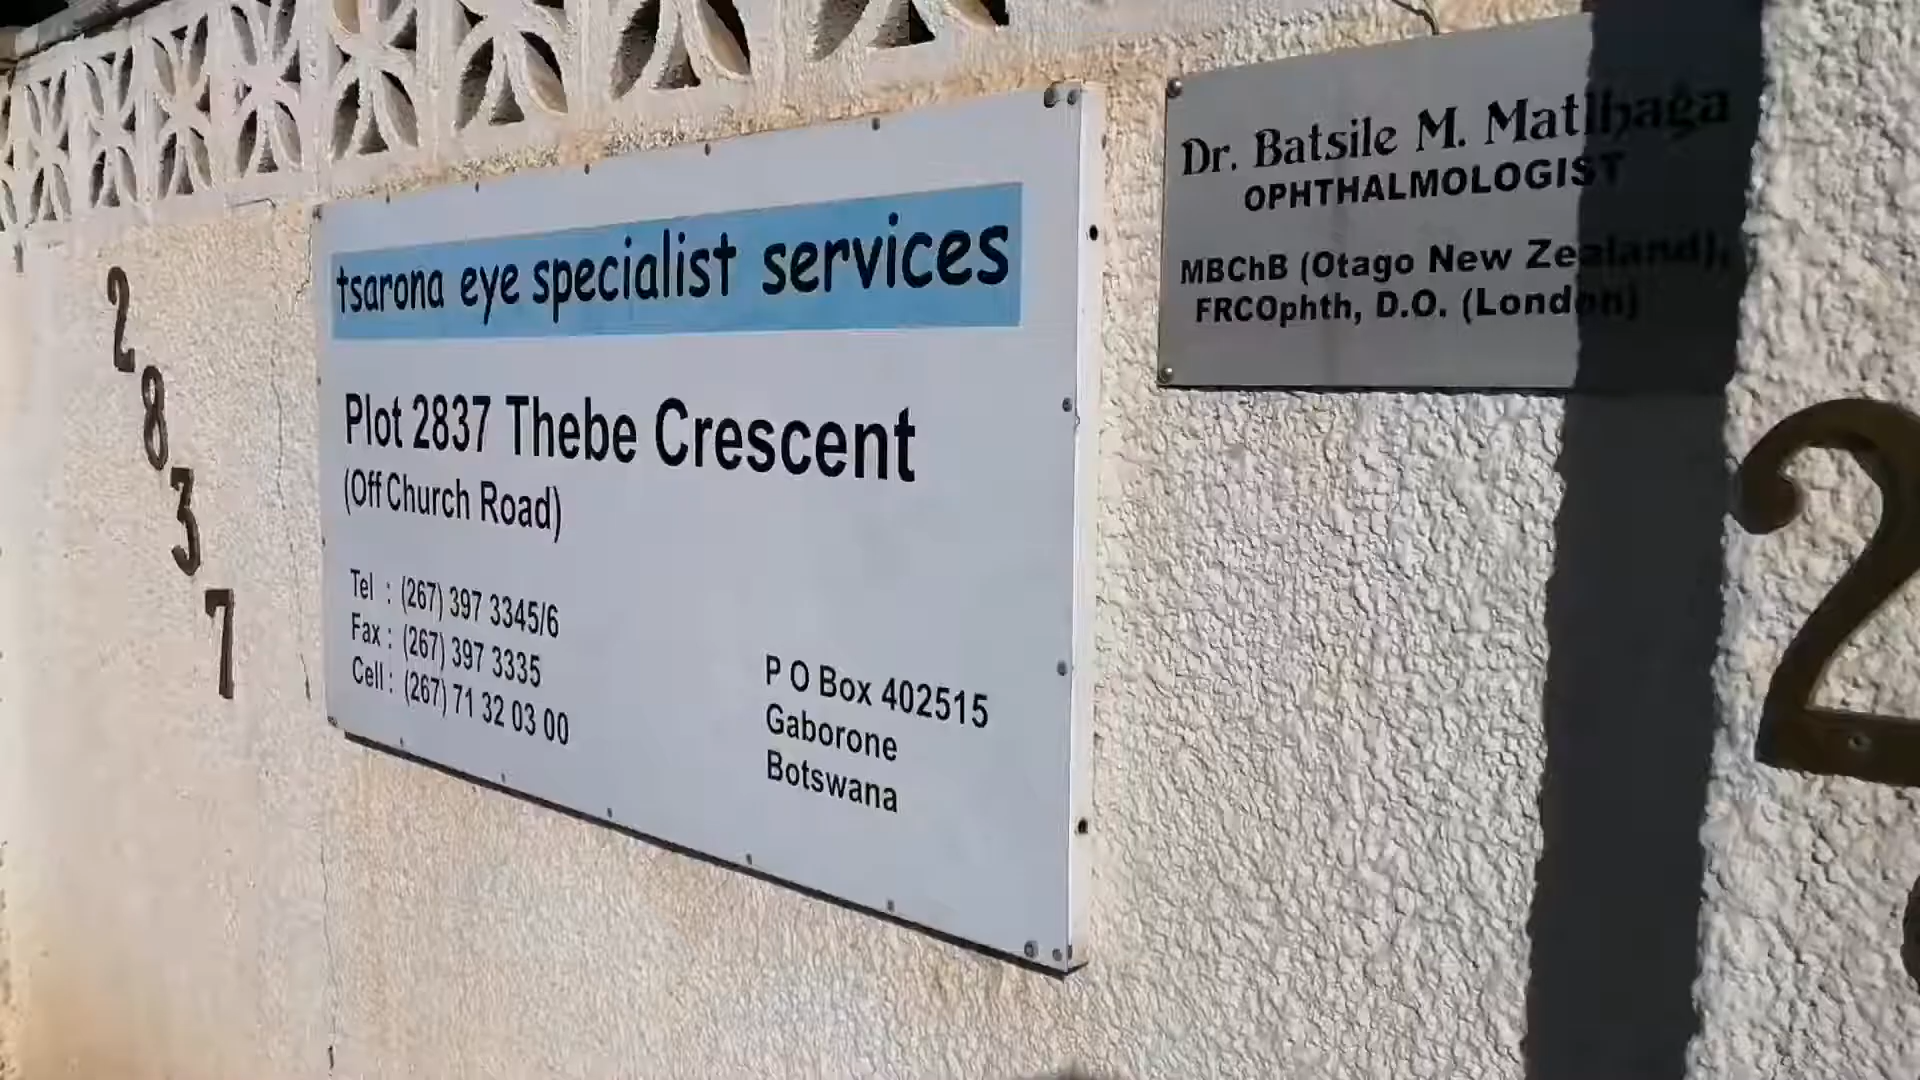 2
8
3
7
tsarona eye specialist services
Plot 2837 Thebe Crescent
(Off Church Road)
Tel : (267) 397 3345/6
Fax : (267) 397 3335
Cell : (267) 71 32 03 00
P O Box 402515
Gaborone
Botswana
Dr. Batsile M. Matlhaga
OPHTHALMOLOGIST
MBChB (Otago New Zealand),
FRCOphth, D.O. (London)
2